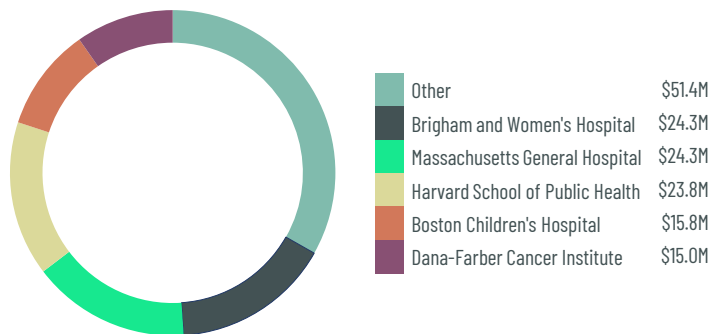 Other $51.4M
Brigham and Women's Hospital $24.3M
Massachusetts General Hospital $24.3M
Harvard School of Public Health $23.8M
Boston Children's Hospital $15.8M
Dana-Farber Cancer Institute $15.0M